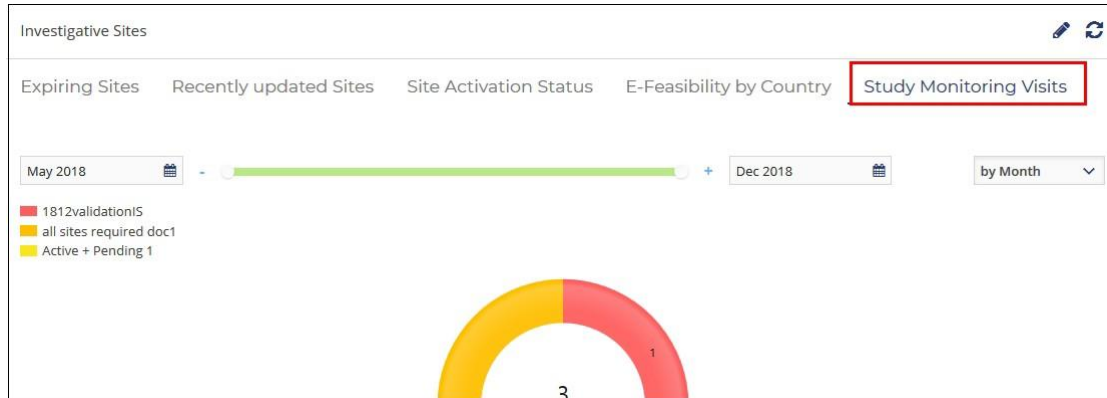 Investigative Sites
Expiring Sites Recently updated Sites Site Activation Status E-Feasibility by Country Study Monitoring Visits
May 2018 - + Dec 2018 by Month
1812validationIS
all sites required doc1
Active + Pending 1
1
3